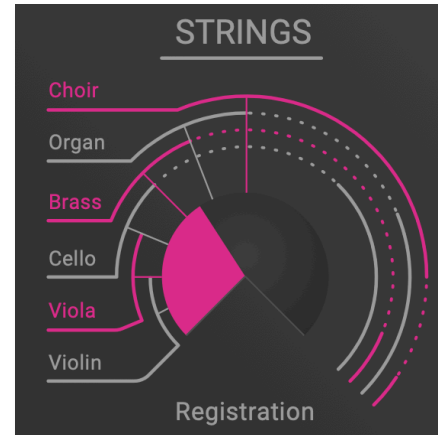 STRINGS
Choir
Organ
Brass
Cello
Viola
Violin
Registration